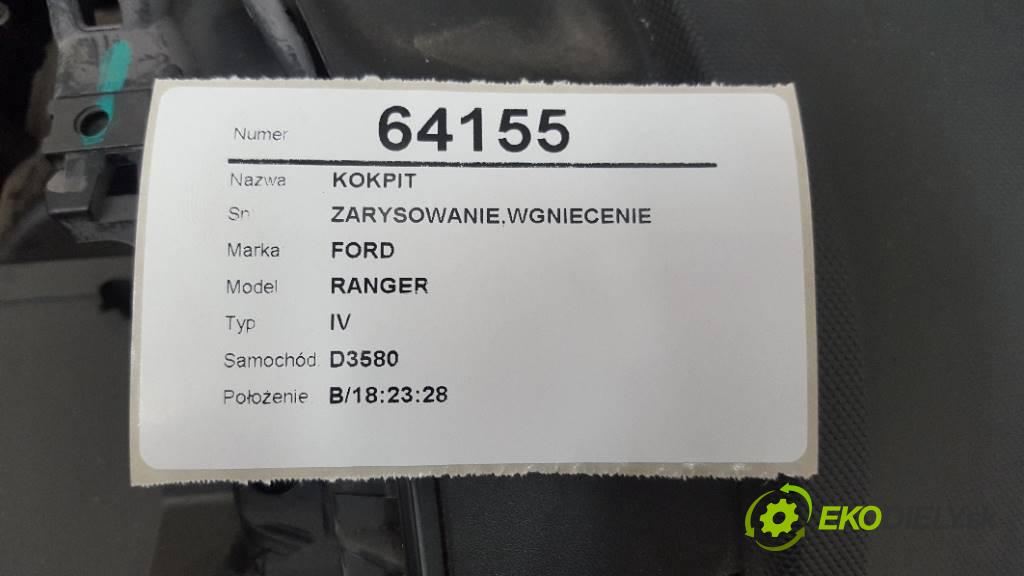 Numer 64155
Nazwa KOKPIT
Sn ZARYSOWANIE,WGNIECENIE
Marka FORD
Model RANGER
Typ IV
Samochód D3580
Położenie B/18:23:28
EKODIELY.sk